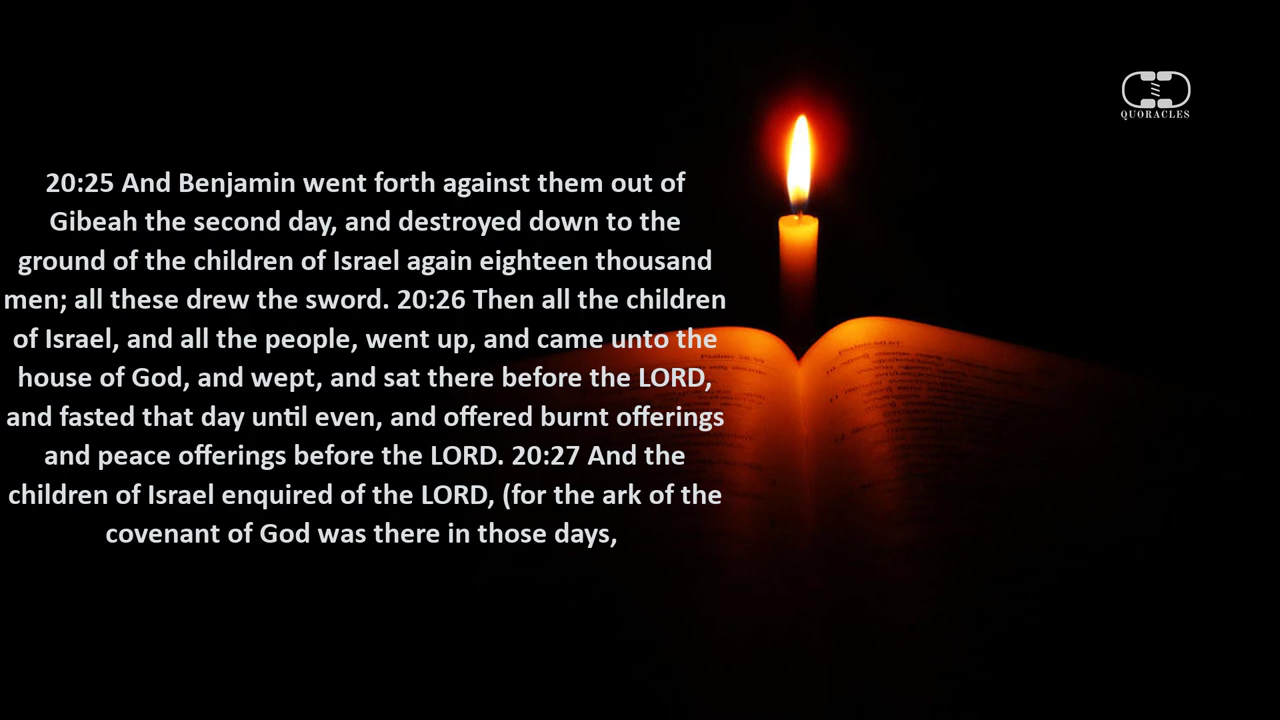 QUORACLES
20:25 And Benjamin went forth against them out of
Gibeah the second day, and destroyed down to the
ground of the children of Israel again eighteen thousand
men; all these drew the sword. 20:26 Then all the children
of Israel, and all the people, went up, and came unto the
house of God, and wept, and sat there before the LORD,
and fasted that day until even, and offered burnt offerings
and peace offerings before the LORD. 20:27 And the
children of Israel enquired of the LORD, (for the ark of the
covenant of God was there in those days,